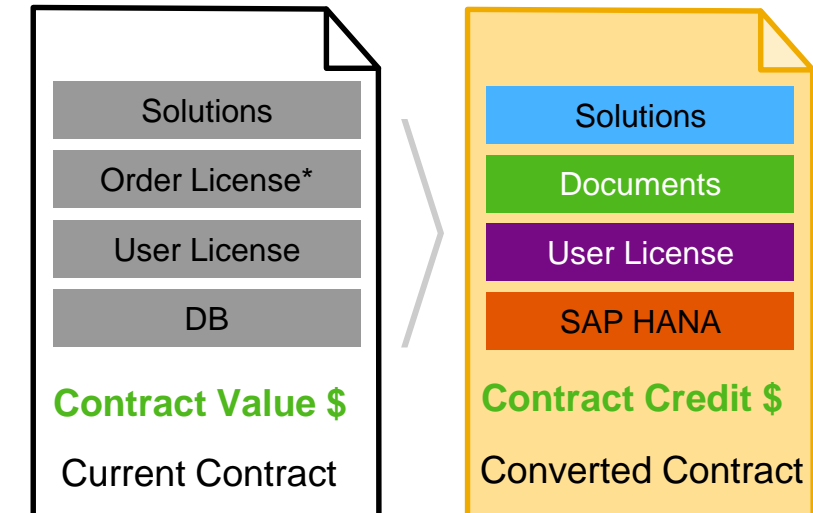 Solutions
Order License*
User License
DB
Contract Value $
Current Contract
Solutions
Documents
User License
SAP HANA
Contract Credit $
Converted Contract